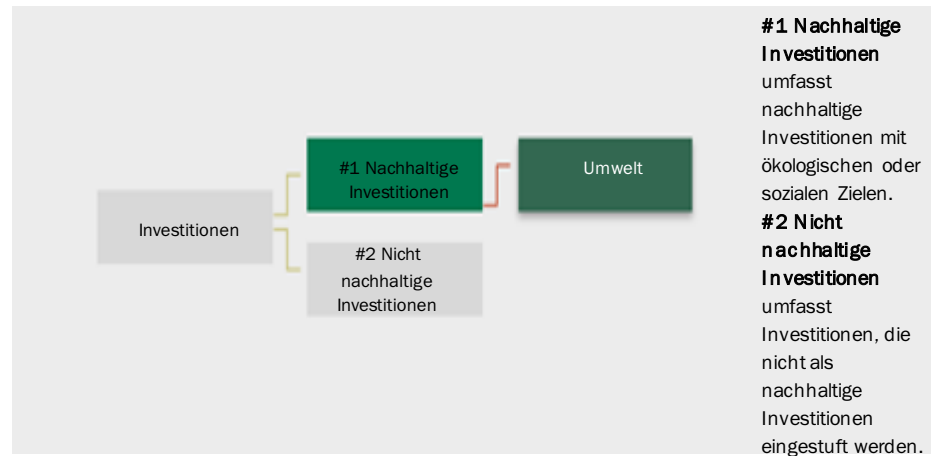 Investitionen
#1 Nachhaltige
Investitionen
Umwelt
#2 Nicht
nachhaltige
Investitionen
#1 Nachhaltige
Investitionen
umfasst
nachhaltige
Investitionen mit
ökologischen oder
sozialen Zielen.
#2 Nicht
nachhaltige
Investitionen
umfasst
Investitionen, die
nicht als
nachhaltige
Investitionen
eingestuft werden.